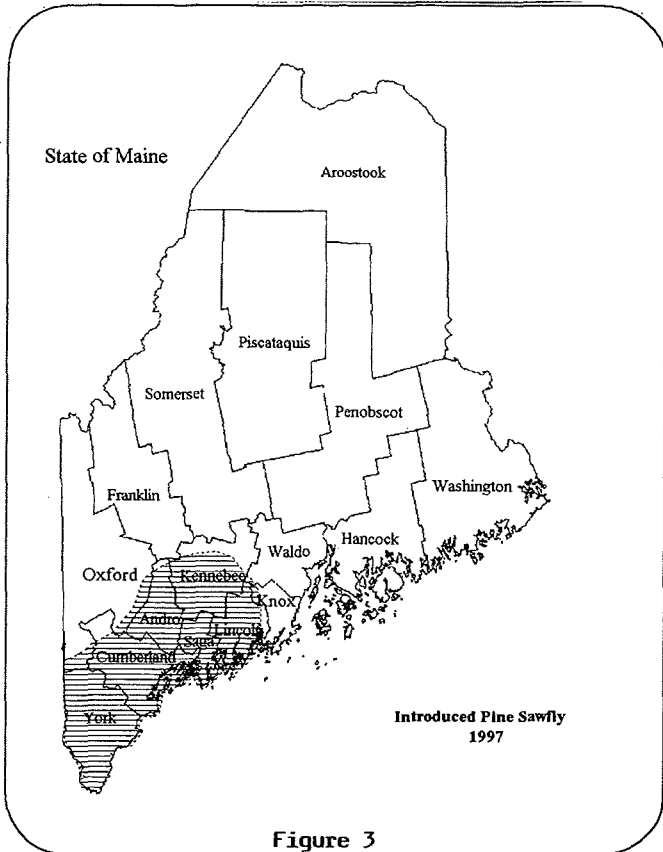 State of Maine
Aroostook
Piscataquis
Somerset
Penobscot
Franklin
Washington
Hancock
Waldo
Oxford
Kennebec
Knox
Andro
Lincoln
Saga
Cumberland
York
Introduced Pine Sawfly
1997
Figure 3